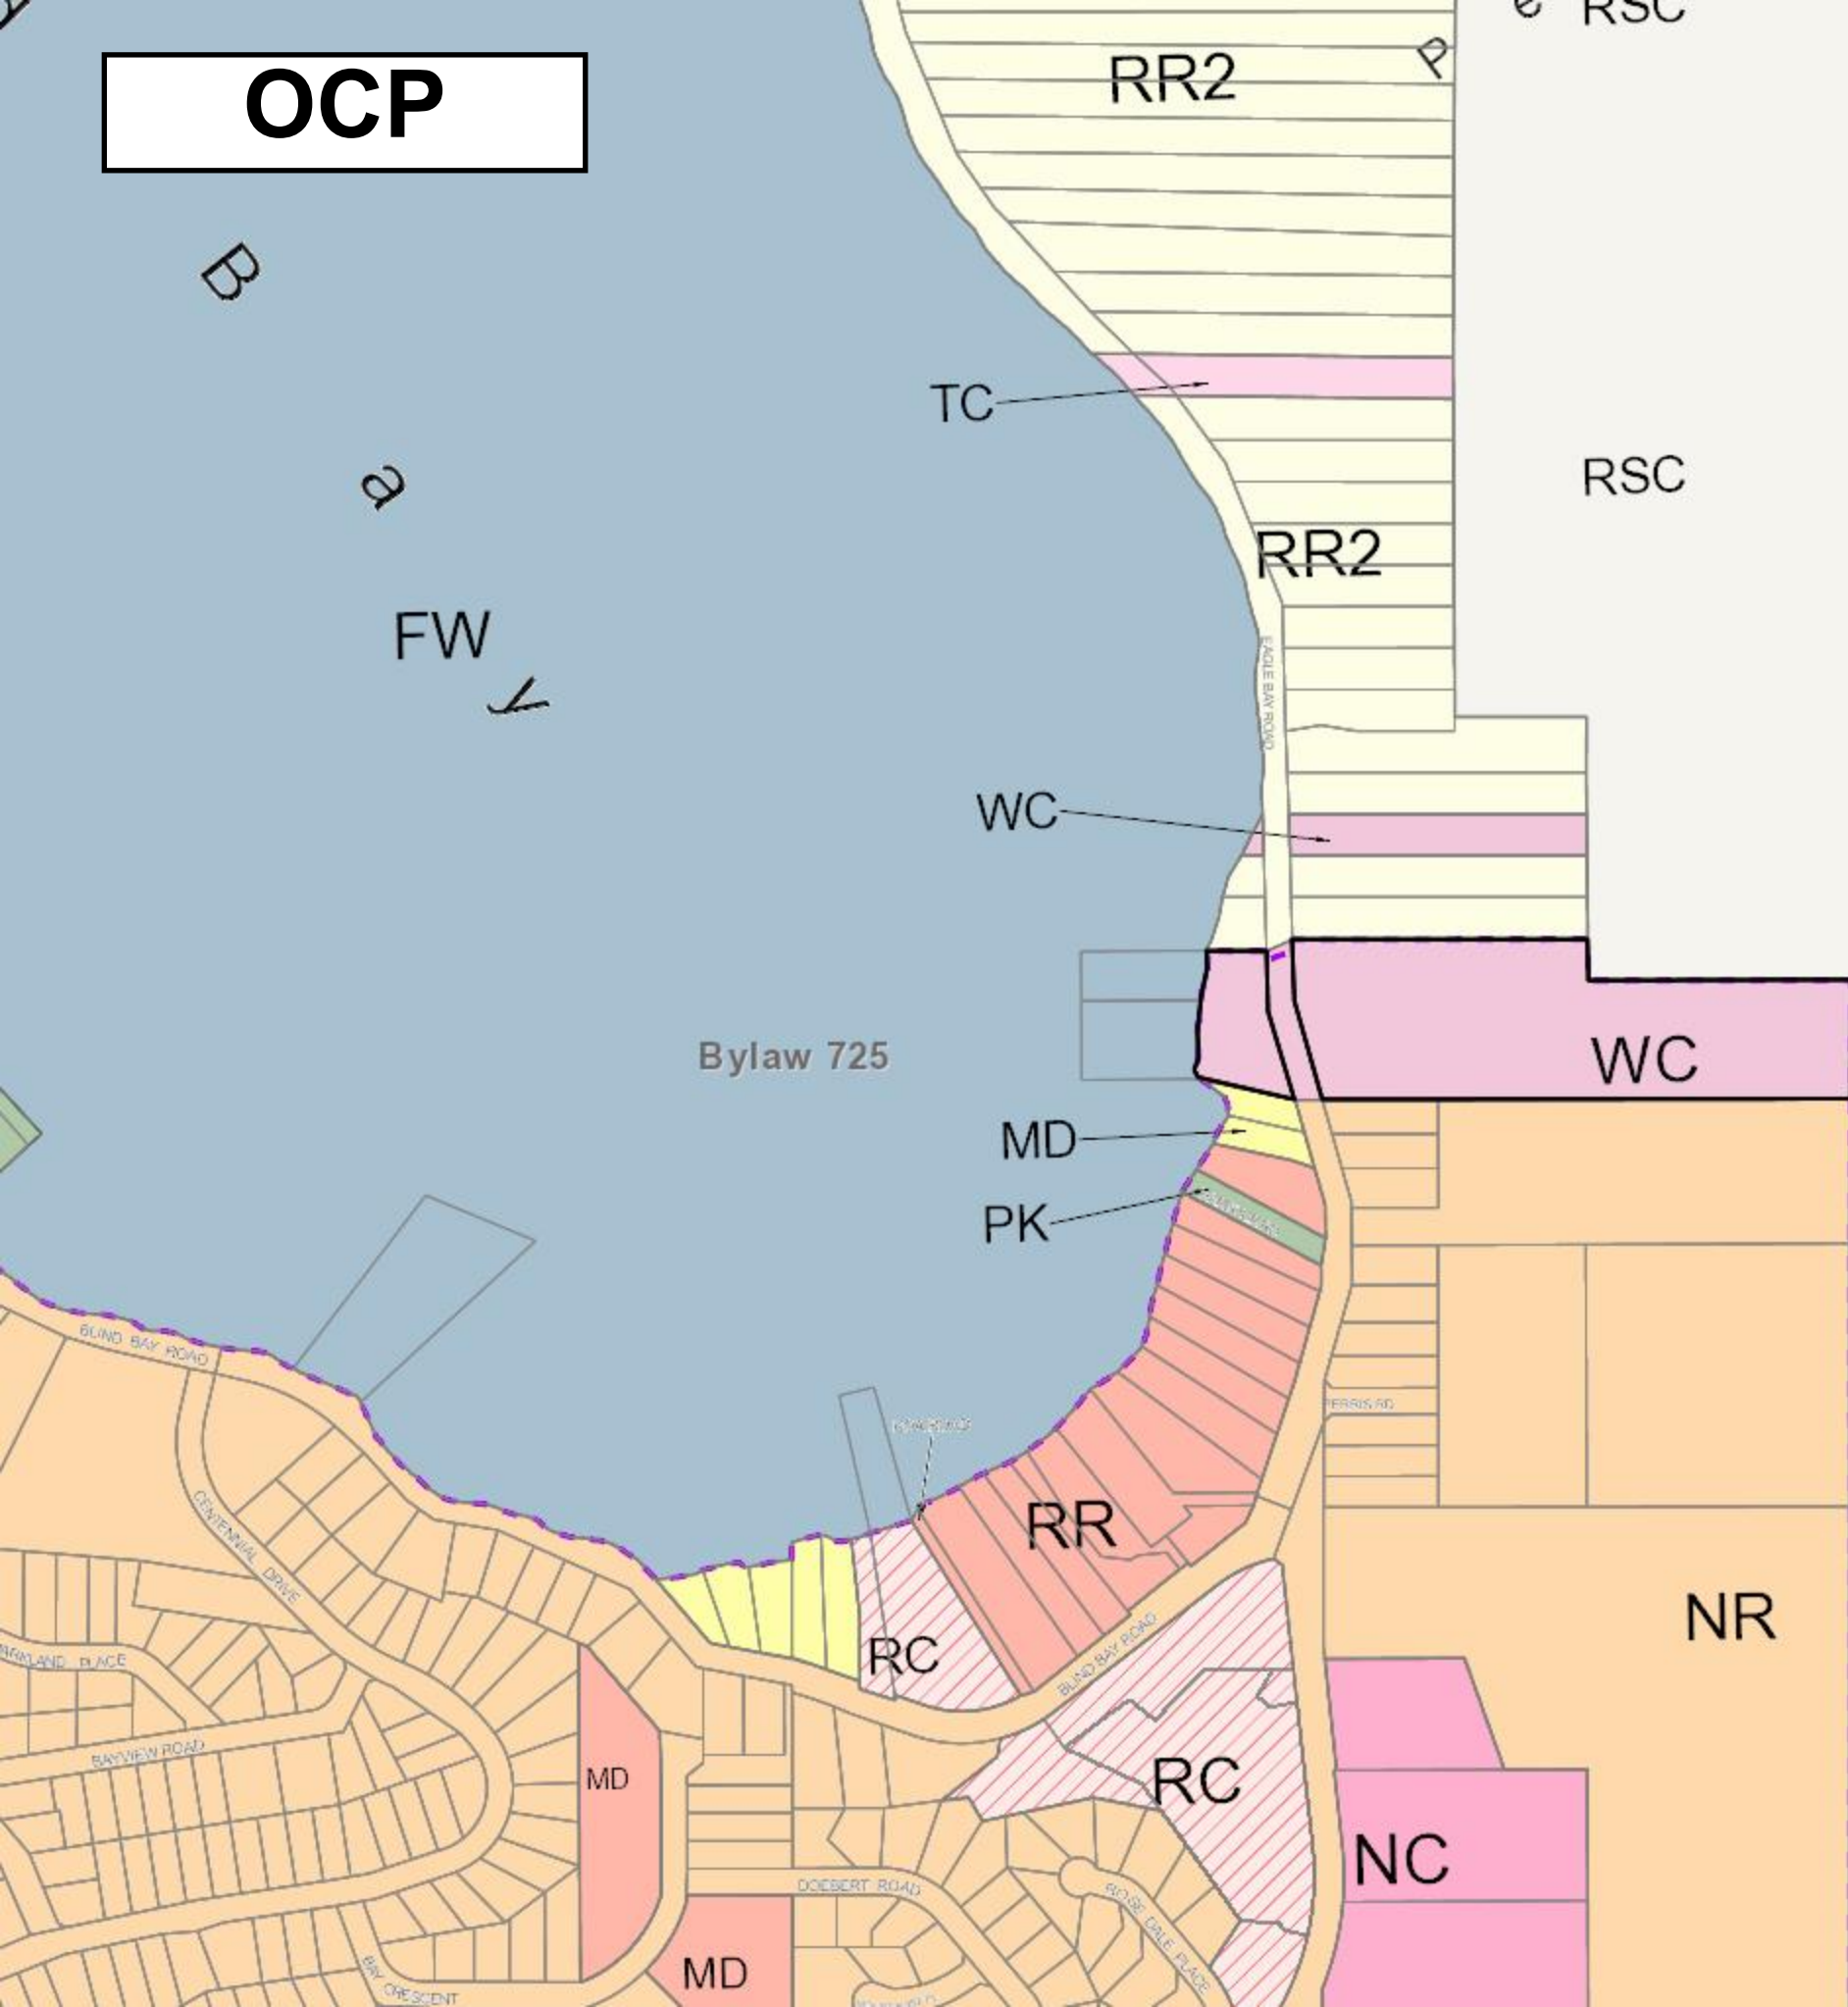 RSC
e
OCP
RR2
P
B
TC
RSC
a
RR2
FW
y
EAGLE BAY ROAD
WC
Bylaw 725
WC
MD
PK
BLIND BAY ROAD
PERRIS RD
CENTENNIAL DRIVE
RR
NR
RC
BLIND BAY ROAD
PLACE
BAYVIEW ROAD
MD
RC
NC
DOEBERT ROAD
ROSE DALE PLACE
MD
BAY CRESCENT